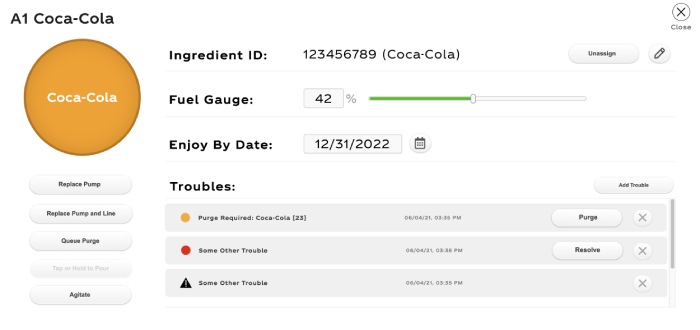 A1 Coca-Cola
Close
Coca-Cola
Ingredient ID: 123456789 (Coca-Cola) Unassign
Fuel Gauge: 42 %
Enjoy By Date: 12/31/2022
Troubles: Add Trouble
Purge Required: Coca-Cola [23] 06/04/21, 03:35 PM Purge
Some Other Trouble 06/04/21, 03:35 PM Resolve
Some Other Trouble 06/04/21, 03:35 PM
Replace Pump
Replace Pump and Line
Queue Purge
Tap or Hold to Pour
Agitate